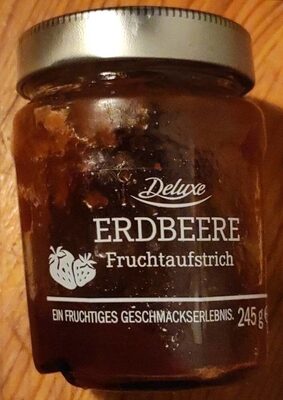 Deluxe
ERDBEERE
Fruchtaufstrich
EIN FRUCHTIGES GESCHMACKSERLEBNIS. 245 g e